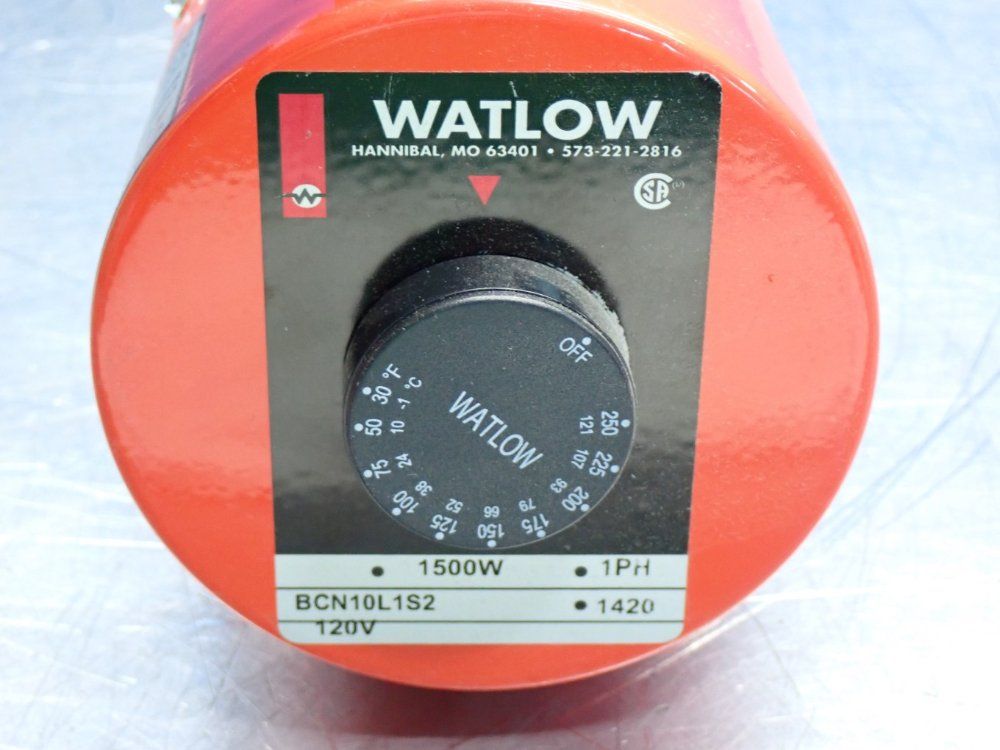 WATLOW
HANNIBAL, MO 63401 • 573-221-2816
W
CSA
OFF
°F
°C
30
-1
50
10
75
24
100
38
125
52
150
66
175
79
200
93
225
107
250
121
WATLOW
• 1500W • 1PH
BCN10L1S2 • 1420
120V